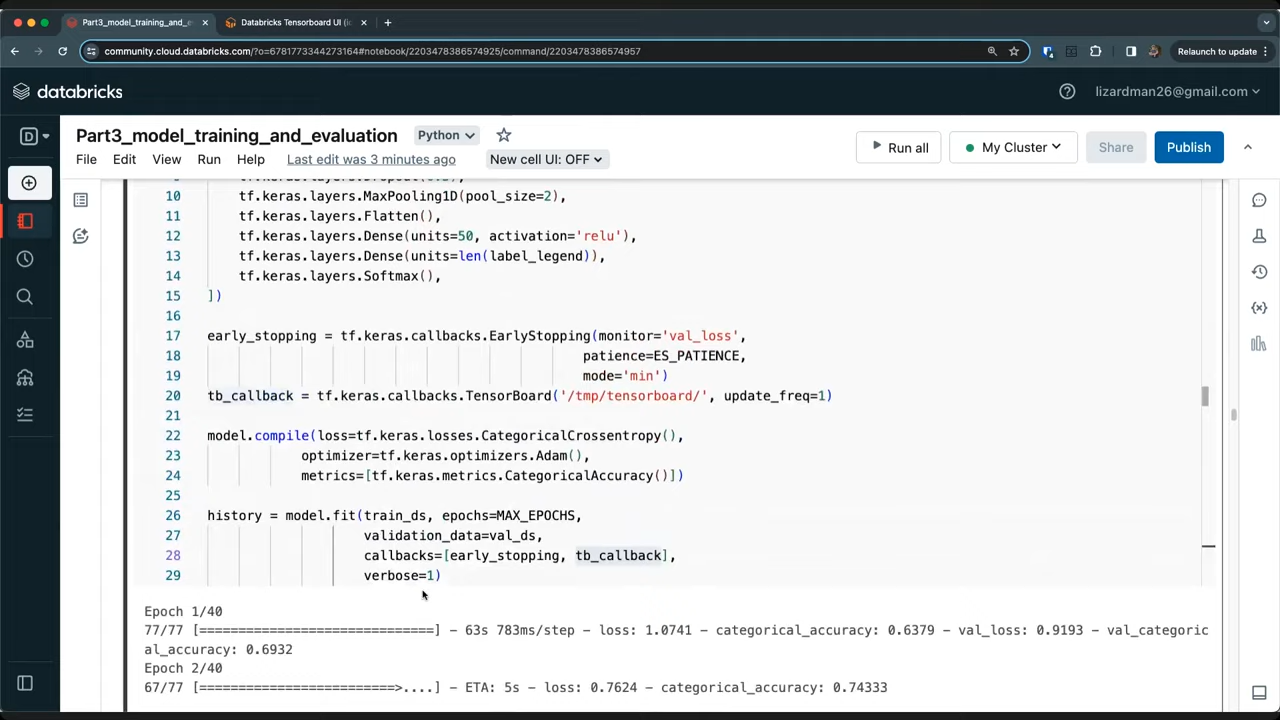 Part3_model_training_and_e
Databricks Tensorboard UI (i
community.cloud.databricks.com/?o=6781773344273164#notebook/2203478386574925/command/2203478386574957
Relaunch to update
databricks
lizardman26@gmail.com
D
Part3_model_training_and_evaluation
Python
Run all
My Cluster
Share
Publish
File Edit View Run Help Last edit was 3 minutes ago New cell UI: OFF
10 tf.keras.layers.MaxPooling1D(pool_size=2),
11 tf.keras.layers.Flatten(),
12 tf.keras.layers.Dense(units=50, activation='relu'),
13 tf.keras.layers.Dense(units=len(label_legend)),
14 tf.keras.layers.Softmax(),
15 ])
16
17 early_stopping = tf.keras.callbacks.EarlyStopping(monitor='val_loss',
18 patience=ES_PATIENCE,
19 mode='min')
20 tb_callback = tf.keras.callbacks.TensorBoard('/tmp/tensorboard/', update_freq=1)
21
22 model.compile(loss=tf.keras.losses.CategoricalCrossentropy(),
23 optimizer=tf.keras.optimizers.Adam(),
24 metrics=[tf.keras.metrics.CategoricalAccuracy()])
25
26 history = model.fit(train_ds, epochs=MAX_EPOCHS,
27 validation_data=val_ds,
28 callbacks=[early_stopping, tb_callback],
29 verbose=1)
Epoch 1/40
77/77 [==============================] - 63s 783ms/step - loss: 1.0741 - categorical_accuracy: 0.6379 - val_loss: 0.9193 - val_categoric
al_accuracy: 0.6932
Epoch 2/40
67/77 [=========================>....] - ETA: 5s - loss: 0.7624 - categorical_accuracy: 0.74333